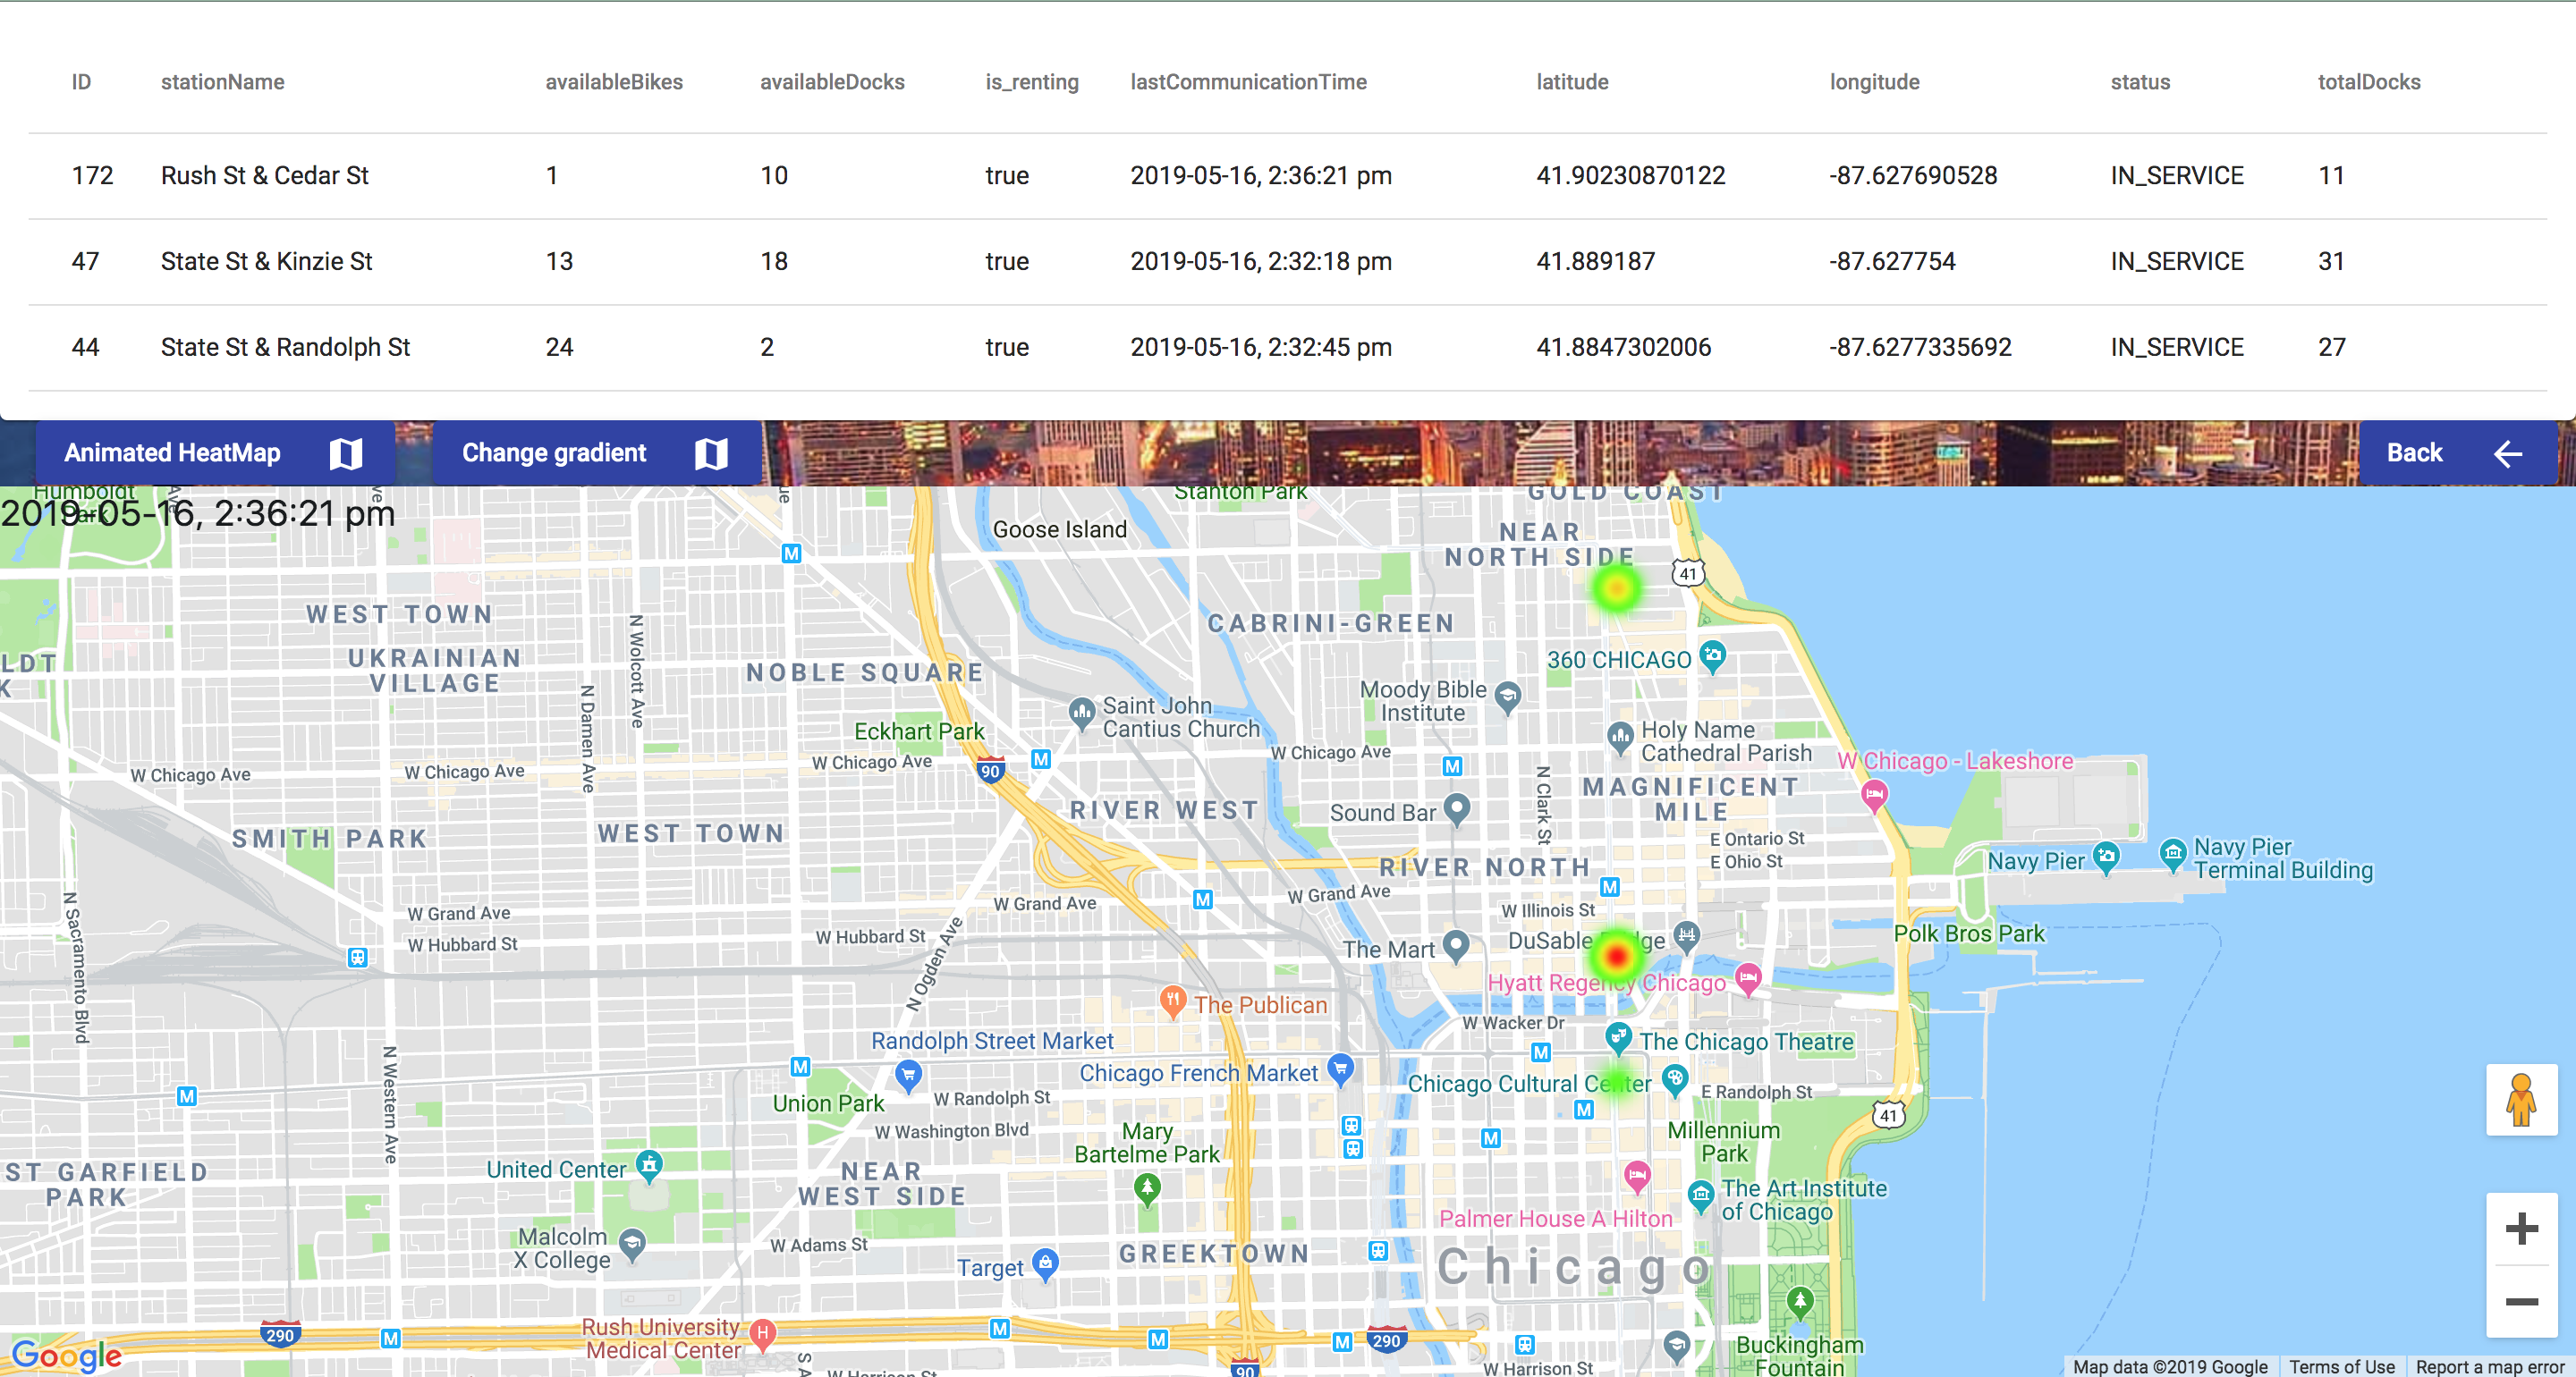 ID stationName availableBikes availableDocks is_renting lastCommunicationTime latitude longitude status totalDocks
172 Rush St & Cedar St 1 10 true 2019-05-16, 2:36:21 pm 41.90230870122 -87.627690528 IN_SERVICE 11
47 State St & Kinzie St 13 18 true 2019-05-16, 2:32:18 pm 41.889187 -87.627754 IN_SERVICE 31
44 State St & Randolph St 24 2 true 2019-05-16, 2:32:45 pm 41.8847302006 -87.6277335692 IN_SERVICE 27
Animated HeatMap
Change gradient
Back
Humboldt
Park
2019-05-16, 2:36:21 pm
Stanton Park
GOLD COAST
Goose Island
NEAR
NORTH SIDE
41
WEST TOWN
N Wolcott Ave
CABRINI-GREEN
UKRAINIAN
VILLAGE
LDT
K
NOBLE SQUARE
360 CHICAGO
N Damen Ave
Moody Bible
Institute
Saint John
Cantius Church
Eckhart Park
Holy Name
Cathedral Parish
W Chicago Ave
W Chicago Ave
W Chicago Ave
W Chicago Ave
90
W Chicago - Lakeshore
N Clark St
MAGNIFICENT
MILE
RIVER WEST
Sound Bar
SMITH PARK
WEST TOWN
E Ontario St
E Ohio St
RIVER NORTH
Navy Pier
Navy Pier
Terminal Building
N Sacramento Blvd
W Grand Ave
W Grand Ave
W Grand Ave
W Illinois St
W Hubbard St
W Hubbard St
N Ogden Ave
The Mart
Polk Bros Park
Hyatt Regency Chicago
The Publican
W Wacker Dr
Randolph Street Market
The Chicago Theatre
N Western Ave
Chicago French Market
Chicago Cultural Center
E Randolph St
Union Park
W Randolph St
41
W Washington Blvd
Mary
Bartelme Park
Millennium
Park
United Center
ST GARFIELD
PARK
NEAR
WEST SIDE
The Art Institute
of Chicago
Palmer House A Hilton
Malcolm
X College
W Adams St
GREEKTOWN
Target
Chicago
290
Rush University
Medical Center
H
290
Buckingham
Fountain
Google
90
W Harrison St
W Harrison St
Map data ©2019 Google Terms of Use Report a map error